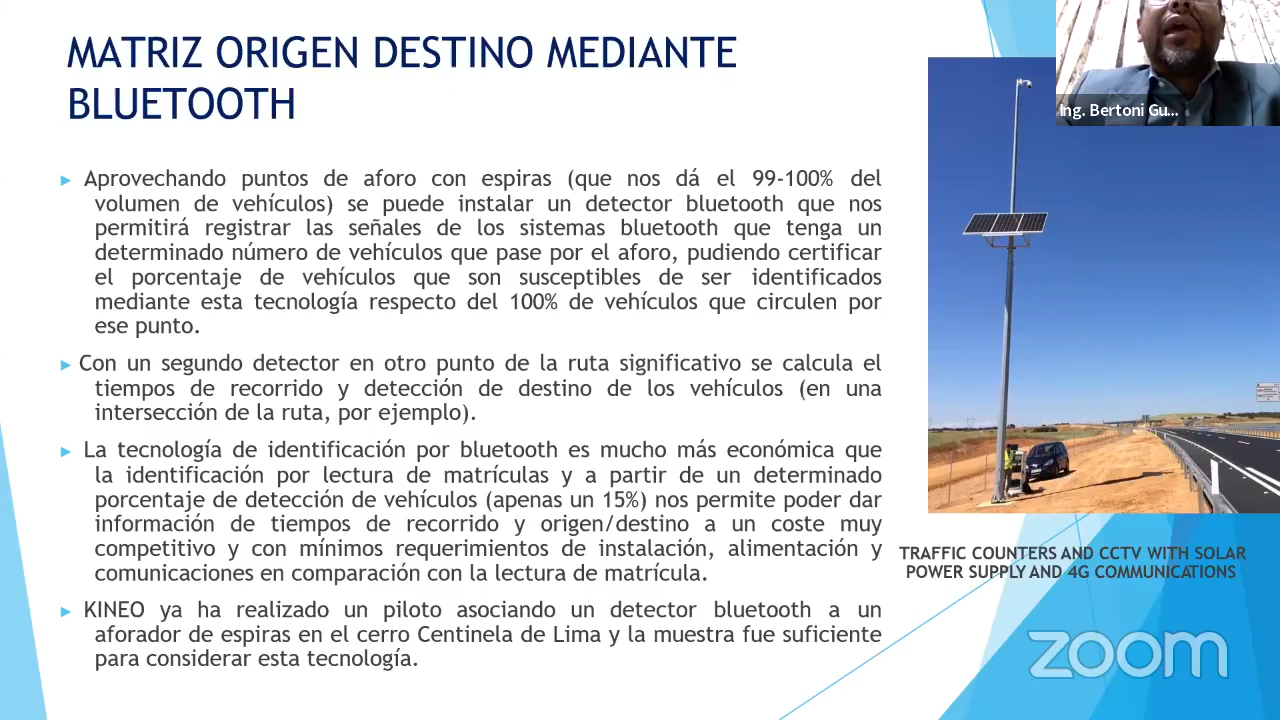 MATRIZ ORIGEN DESTINO MEDIANTE
BLUETOOTH
Aprovechando puntos de aforo con espiras (que nos dá el 99-100% del
volumen de vehículos) se puede instalar un detector bluetooth que nos
permitirá registrar las señales de los sistemas bluetooth que tenga un
determinado número de vehículos que pase por el aforo, pudiendo certificar
el porcentaje de vehículos que son susceptibles de ser identificados
mediante esta tecnología respecto del 100% de vehículos que circulen por
ese punto.
Con un segundo detector en otro punto de la ruta significativo se calcula el
tiempos de recorrido y detección de destino de los vehículos (en una
intersección de la ruta, por ejemplo).
La tecnología de identificación por bluetooth es mucho más económica que
la identificación por lectura de matrículas y a partir de un determinado
porcentaje de detección de vehículos (apenas un 15%) nos permite poder dar
información de tiempos de recorrido y origen/destino a un coste muy
competitivo y con mínimos requerimientos de instalación, alimentación y
comunicaciones en comparación con la lectura de matrícula.
KINEO ya ha realizado un piloto asociando un detector bluetooth a un
aforador de espiras en el cerro Centinela de Lima y la muestra fue suficiente
para considerar esta tecnología.
Ing. Bertoni Gu...
TRAFFIC COUNTERS AND CCTV WITH SOLAR
POWER SUPPLY AND 4G COMMUNICATIONS
zoom